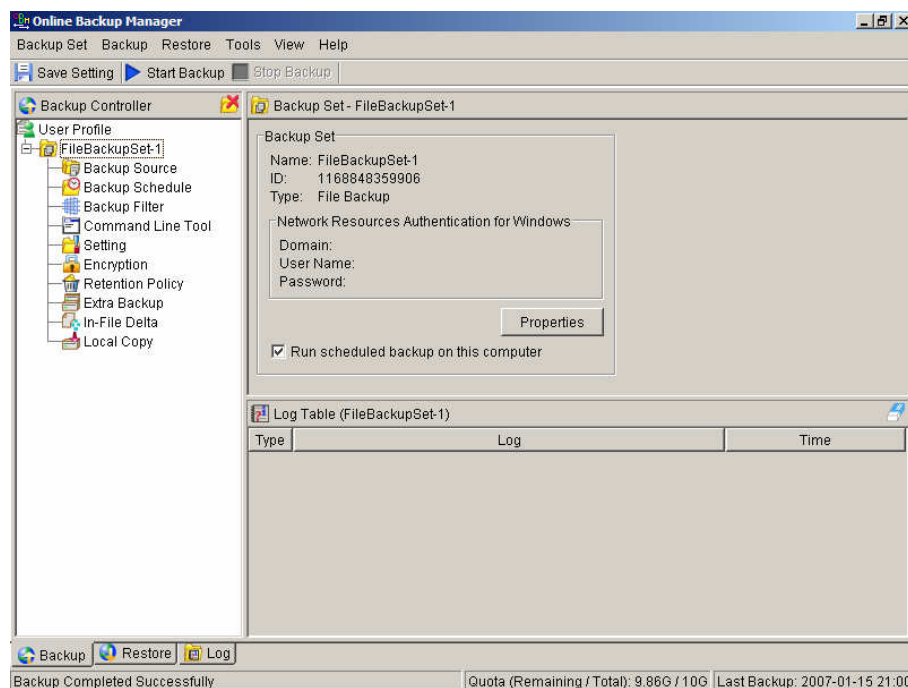 Online Backup Manager
Backup Set Backup Restore Tools View Help
Save Setting Start Backup Stop Backup
Backup Controller
User Profile
FileBackupSet-1
Backup Source
Backup Schedule
Backup Filter
Command Line Tool
Setting
Encryption
Retention Policy
Extra Backup
In-File Delta
Local Copy
Backup Set - FileBackupSet-1
Backup Set
Name: FileBackupSet-1
ID: 1168848359906
Type: File Backup
Network Resources Authentication for Windows
Domain:
User Name:
Password:
Properties
Run scheduled backup on this computer
Log Table (FileBackupSet-1)
Type Log Time
Backup Restore Log
Backup Completed Successfully Quota (Remaining / Total): 9.86G / 10G Last Backup: 2007-01-15 21:00